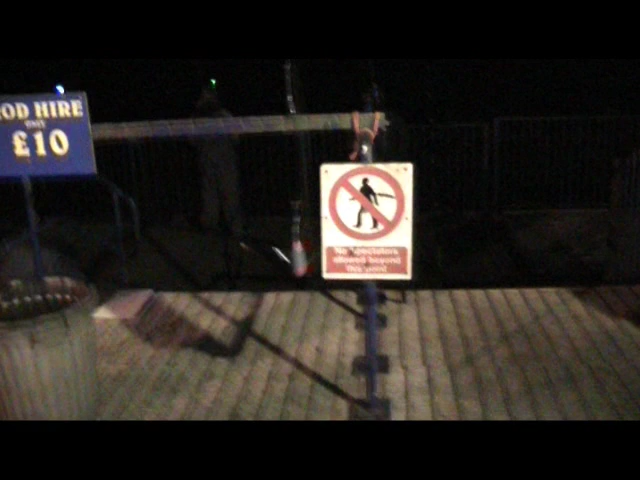 OD HIRE
ONLY
£10
No spectators
allowed beyond
this point